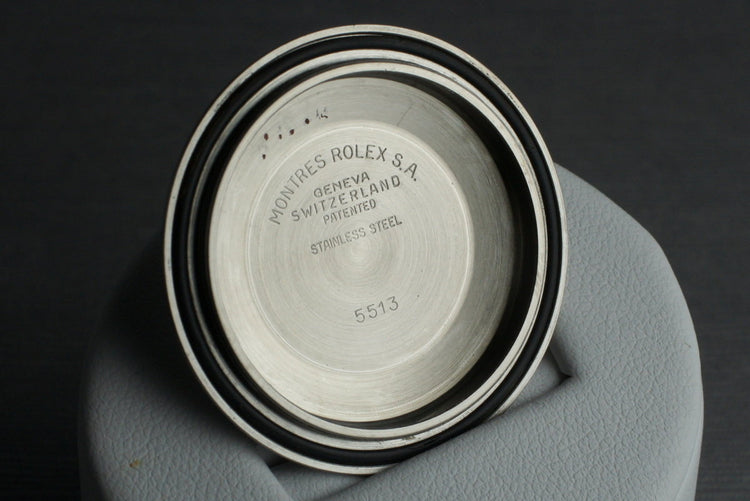 MONTRES ROLEX S.A.
GENEVA
SWITZERLAND
PATENTED
STAINLESS STEEL
5513